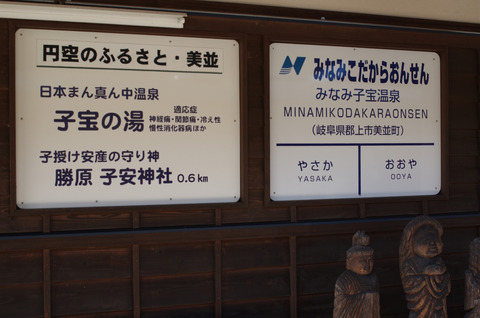 円空のふるさと・美並
日本まん真ん中温泉
子宝の湯
適応症
神経痛・関節痛・冷え性
慢性消化器病ほか
子授け安産の守り神
勝原 子安神社 0.6km
みなみこだからおんせん
みなみ子宝温泉
MINAMIKODAKARAONSEN
(岐阜県郡上市美並町)
やさか
YASAKA
おおや
OOYA